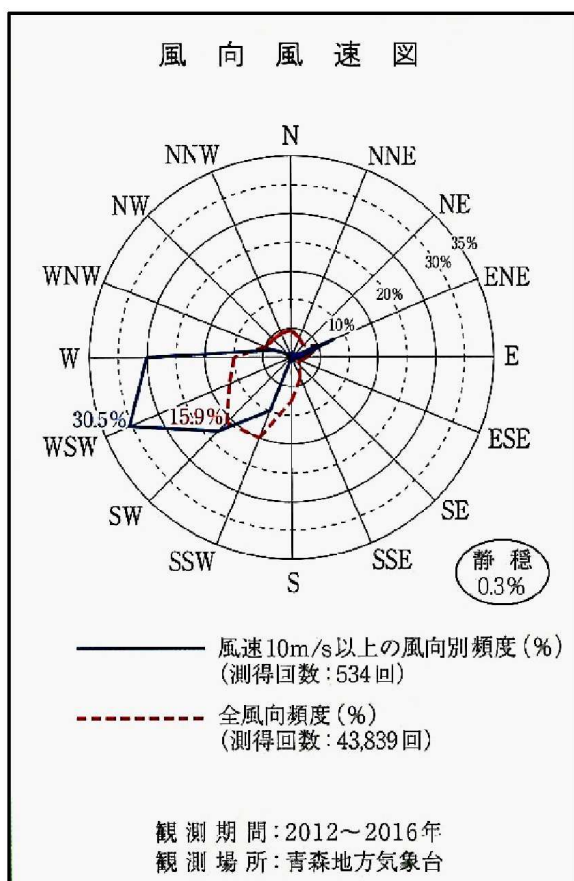 風向風速図
N
NNW
NNE
NW
NE
35%
30%
WNW
ENE
20%
10%
W
E
30.5%
15.9%
WSW
ESE
SW
SE
SSW
SSE
S
静穏
0.3%
風速10m/s以上の風向別頻度(%)
(測得回数:534回)
全風向頻度(%)
(測得回数:43,839回)
観測期間:2012~2016年
観測場所:青森地方気象台